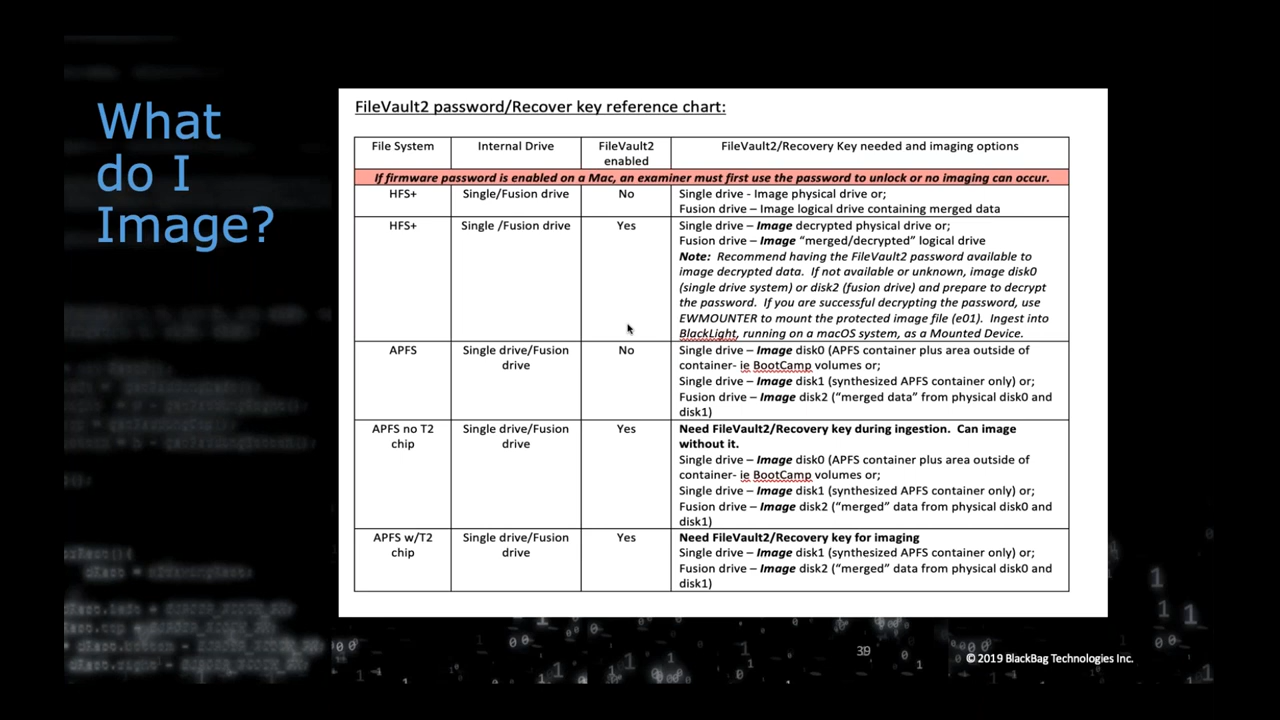 What
do I
Image?
FileVault2 password/Recover key reference chart:
File System
Internal Drive
FileVault2
enabled
FileVault2/Recovery Key needed and imaging options
If firmware password is enabled on a Mac, an examiner must first use the password to unlock or no imaging can occur.
HFS+
Single/Fusion drive
No
Single drive - Image physical drive or;
Fusion drive – Image logical drive containing merged data
HFS+
Single /Fusion drive
Yes
Single drive – Image decrypted physical drive or;
Fusion drive – Image “merged/decrypted” logical drive
Note: Recommend having the FileVault2 password available to
image decrypted data. If not available or unknown, image disk0
(single drive system) or disk2 (fusion drive) and prepare to decrypt
the password. If you are successful decrypting the password, use
EWMOUNTER to mount the protected image file (e01). Ingest into
BlackLight, running on a macOS system, as a Mounted Device.
APFS
Single drive/Fusion
drive
No
Single drive – Image disk0 (APFS container plus area outside of
container- ie BootCamp volumes or;
Single drive – Image disk1 (synthesized APFS container only) or;
Fusion drive – Image disk2 (“merged data” from physical disk0 and
disk1)
APFS no T2
chip
Single drive/Fusion
drive
Yes
Need FileVault2/Recovery key during ingestion. Can image
without it.
Single drive – Image disk0 (APFS container plus area outside of
container- ie BootCamp volumes or;
Single drive – Image disk1 (synthesized APFS container only) or;
Fusion drive – Image disk2 (“merged” data from physical disk0 and
disk1)
APFS w/T2
chip
Single drive/Fusion
drive
Yes
Need FileVault2/Recovery key for imaging
Single drive – Image disk1 (synthesized APFS container only) or;
Fusion drive – Image disk2 (“merged” data from physical disk0 and
disk1)
39
© 2019 BlackBag Technologies Inc.